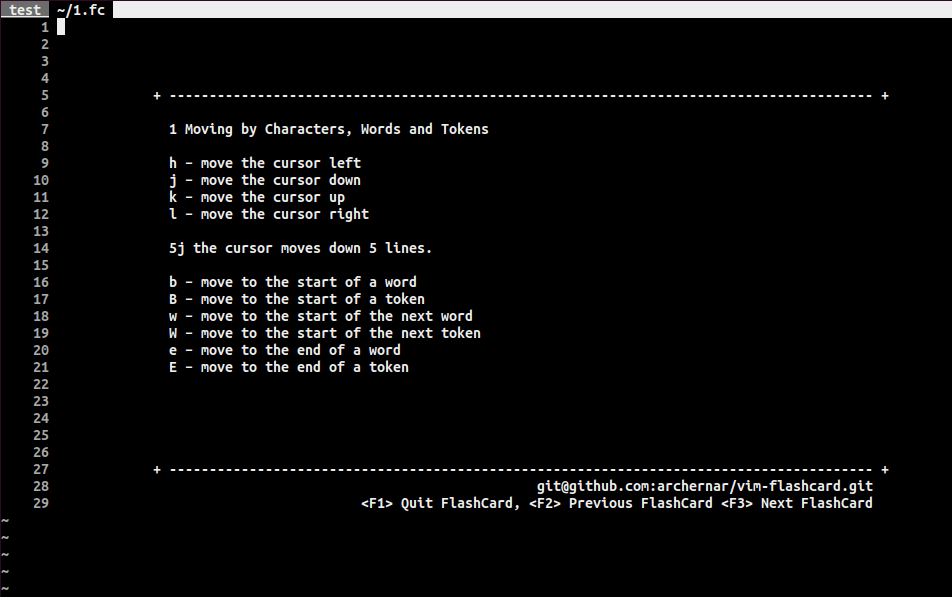 test ~/1.fc
1
2
3
4
5 + ---------------------------------------------------------------------------------------- +
6
7 1 Moving by Characters, Words and Tokens
8
9 h - move the cursor left
10 j - move the cursor down
11 k - move the cursor up
12 l - move the cursor right
13
14 5j the cursor moves down 5 lines.
15
16 b - move to the start of a word
17 B - move to the start of a token
18 w - move to the start of the next word
19 W - move to the start of the next token
20 e - move to the end of a word
21 E - move to the end of a token
22
23
24
25
26
27 + ---------------------------------------------------------------------------------------- +
28 git@github.com:archernar/vim-flashcard.git
29 <F1> Quit FlashCard, <F2> Previous FlashCard <F3> Next FlashCard
~
~
~
~
~